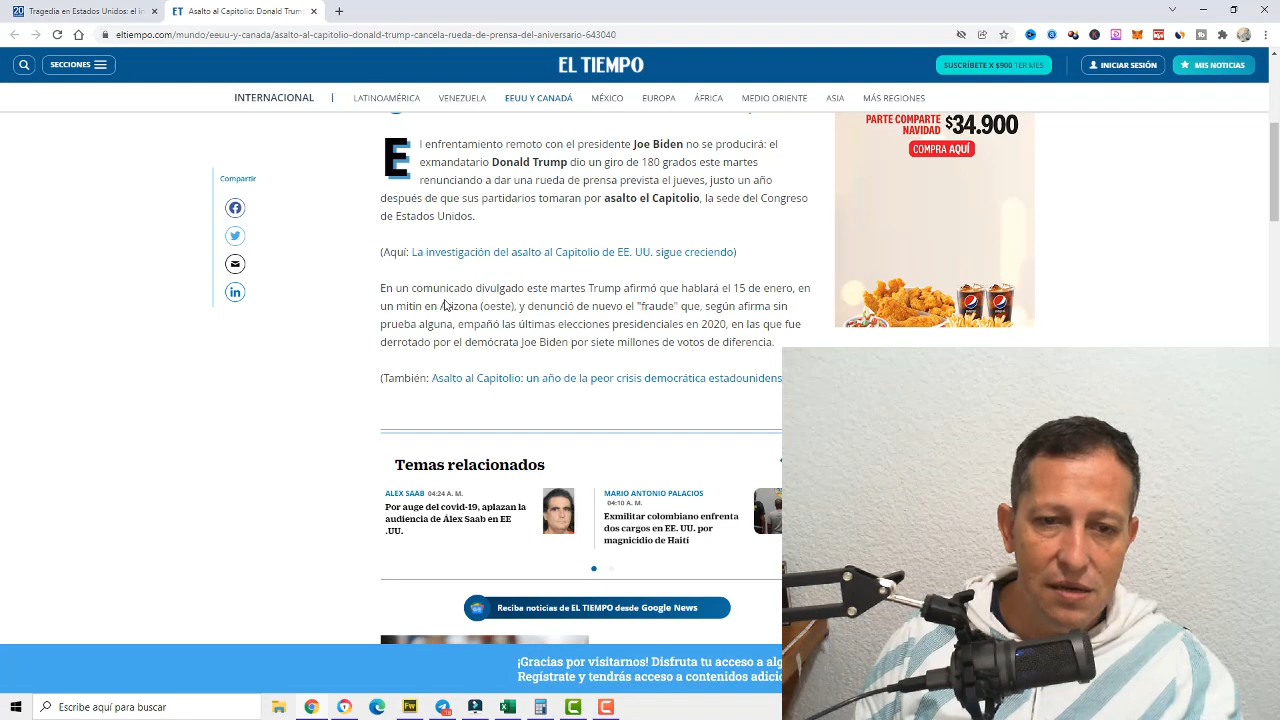 Tragedia en Estados Unidos: el i
Asalto al Capitolio: Donald Trum
eltiempo.com/mundo/eeuu-y-canada/asalto-al-capitolio-donald-trump-cancela-rueda-de-prensa-del-aniversario-643040
SECCIONES
EL TIEMPO
SUSCRÍBETE X $900 1ER MES
INICIAR SESIÓN
MIS NOTICIAS
INTERNACIONAL
LATINOAMÉRICA
VENEZUELA
EEUU Y CANADÁ
MÉXICO
EUROPA
ÁFRICA
MEDIO ORIENTE
ASIA
MÁS REGIONES
Compartir
El enfrentamiento remoto con el presidente Joe Biden no se producirá: el
exmandatario Donald Trump dio un giro de 180 grados este martes
renunciando a dar una rueda de prensa prevista el jueves, justo un año
después de que sus partidarios tomaran por asalto el Capitolio, la sede del Congreso
de Estados Unidos.
(Aquí: La investigación del asalto al Capitolio de EE. UU. sigue creciendo)
En un comunicado divulgado este martes Trump afirmó que hablará el 15 de enero, en
un mitin en Arizona (oeste), y denunció de nuevo el "fraude" que, según afirma sin
prueba alguna, empañó las últimas elecciones presidenciales en 2020, en las que fue
derrotado por el demócrata Joe Biden por siete millones de votos de diferencia.
(También: Asalto al Capitolio: un año de la peor crisis democrática estadounidens
PARTE COMPARTE
NAVIDAD
$34.900
COMPRA AQUÍ
pepsi
pepsi
Temas relacionados
ALEX SAAB 04:24 A. M.
Por auge del covid-19, aplazan la
audiencia de Álex Saab en EE
.UU.
MARIO ANTONIO PALACIOS
04:10 A. M.
Exmilitar colombiano enfrenta
dos cargos en EE. UU. por
magnicidio de Haití
Reciba noticias de EL TIEMPO desde Google News
¡Gracias por visitarnos! Disfruta tu acceso a alg
Regístrate y tendrás acceso a contenidos adicio
Escribe aquí para buscar